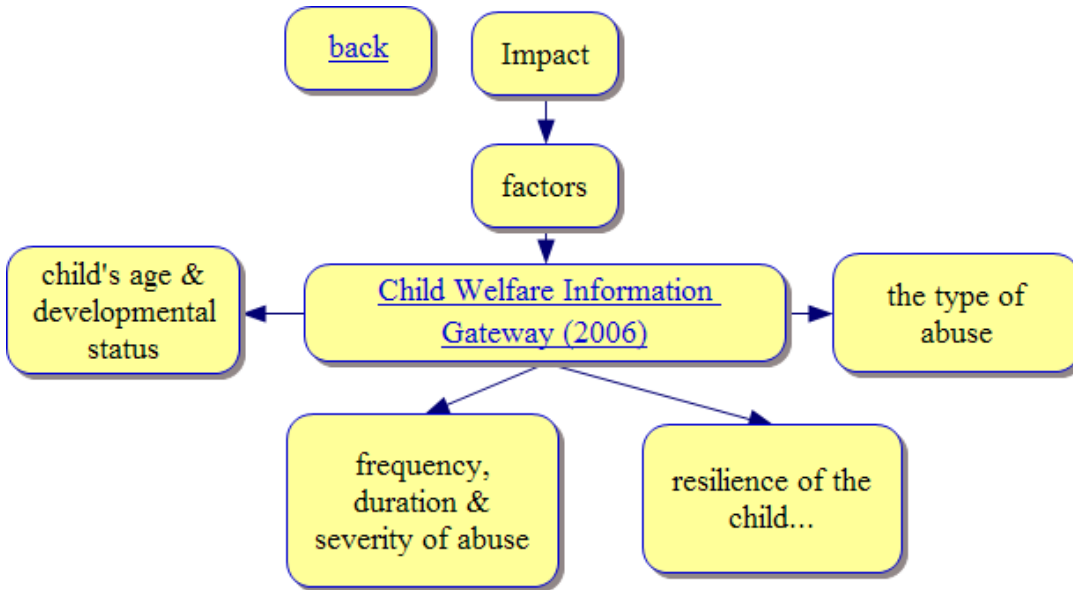 back
Impact
factors
child's age &
developmental
status
Child Welfare Information
Gateway (2006)
the type of
abuse
frequency,
duration &
severity of abuse
resilience of the
child...